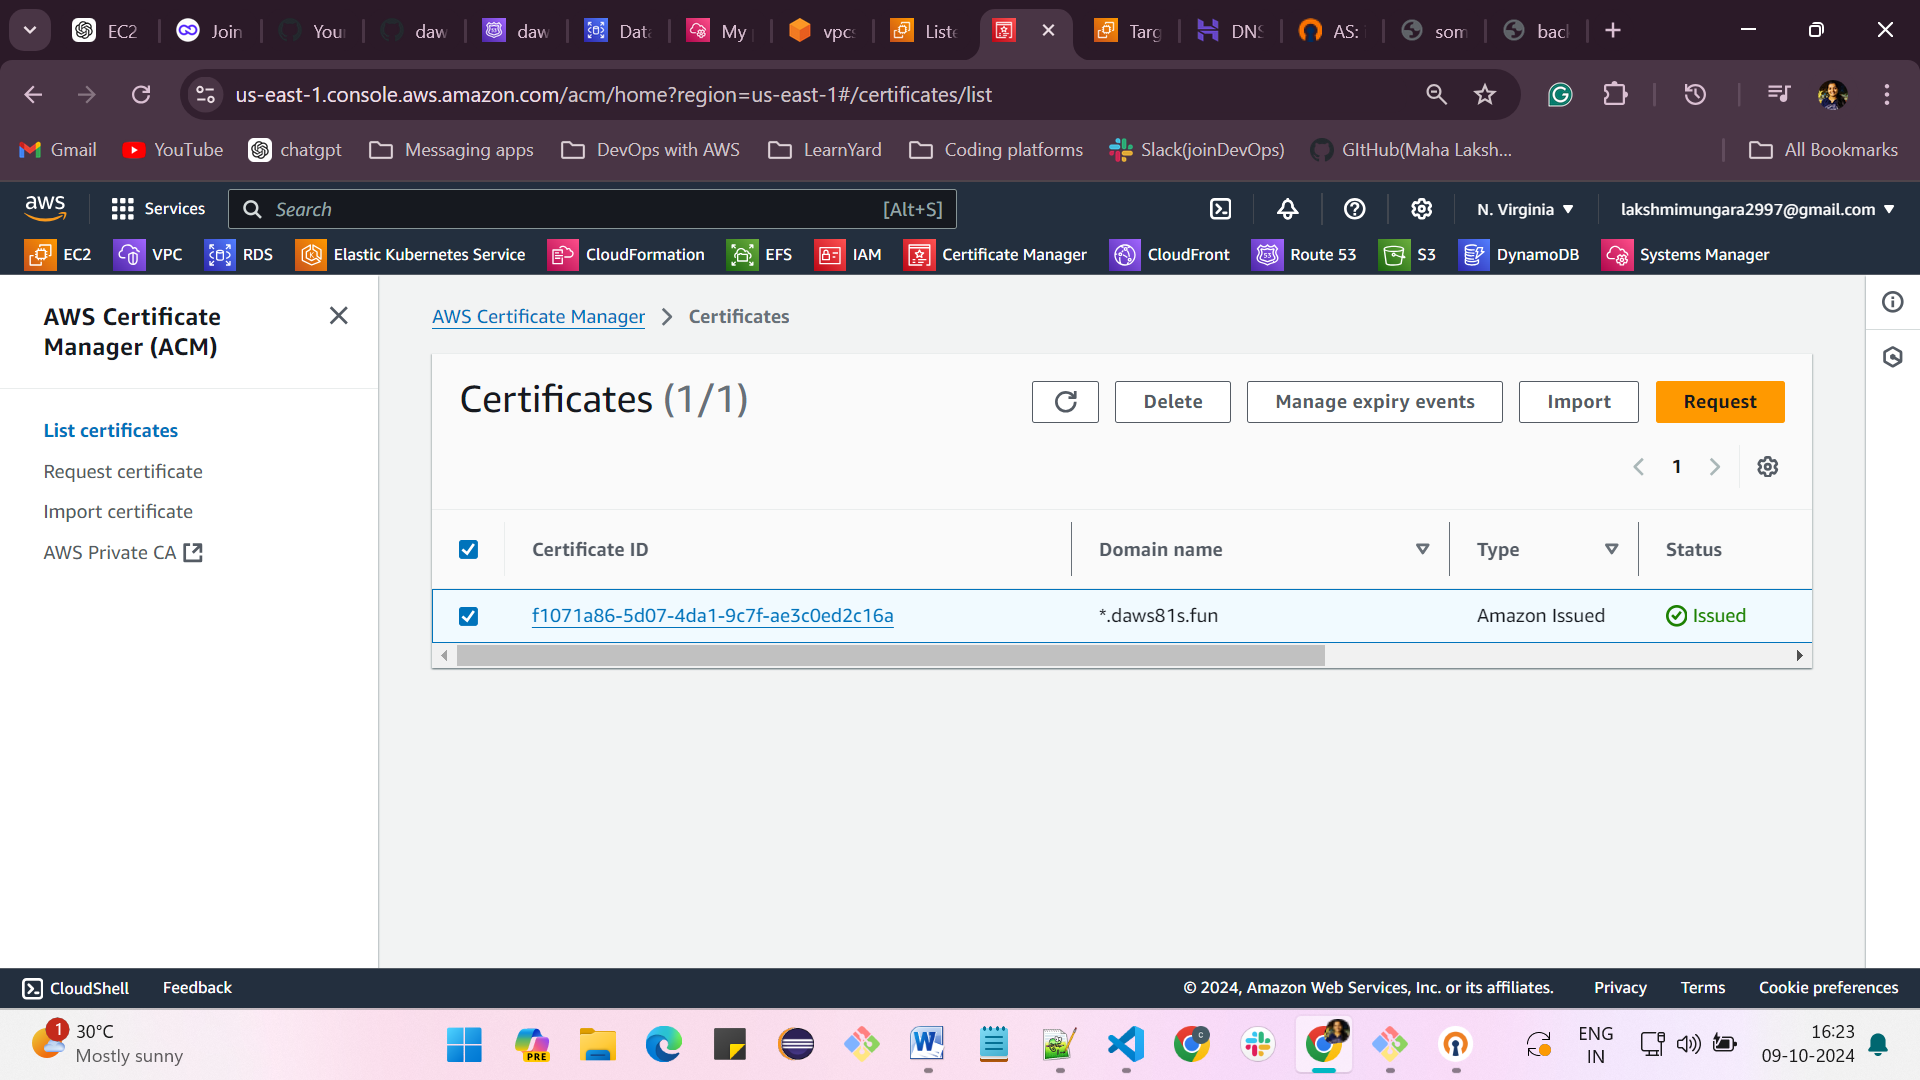 EC2
Join
You
daw
daw
Data
My
vpcs
Liste
Targ
DNS
AS:
som
back
us-east-1.console.aws.amazon.com/acm/home?region=us-east-1#/certificates/list
Gmail
YouTube
chatgpt
Messaging apps
DevOps with AWS
LearnYard
Coding platforms
Slack(joinDevOps)
GItHub(Maha Laksh...
All Bookmarks
aws
Services
Search
[Alt+S]
N. Virginia
lakshmimungara2997@gmail.com
EC2
VPC
RDS
Elastic Kubernetes Service
CloudFormation
EFS
IAM
Certificate Manager
CloudFront
Route 53
S3
DynamoDB
Systems Manager
AWS Certificate
Manager (ACM)
List certificates
Request certificate
Import certificate
AWS Private CA
AWS Certificate Manager
Certificates
Certificates (1/1)
Delete
Manage expiry events
Import
Request
1
Certificate ID
Domain name
Type
Status
f1071a86-5d07-4da1-9c7f-ae3c0ed2c16a
*.daws81s.fun
Amazon Issued
Issued
CloudShell
Feedback
© 2024, Amazon Web Services, Inc. or its affiliates.
Privacy
Terms
Cookie preferences
1
30°C
Mostly sunny
PRE
ENG
IN
16:23
09-10-2024